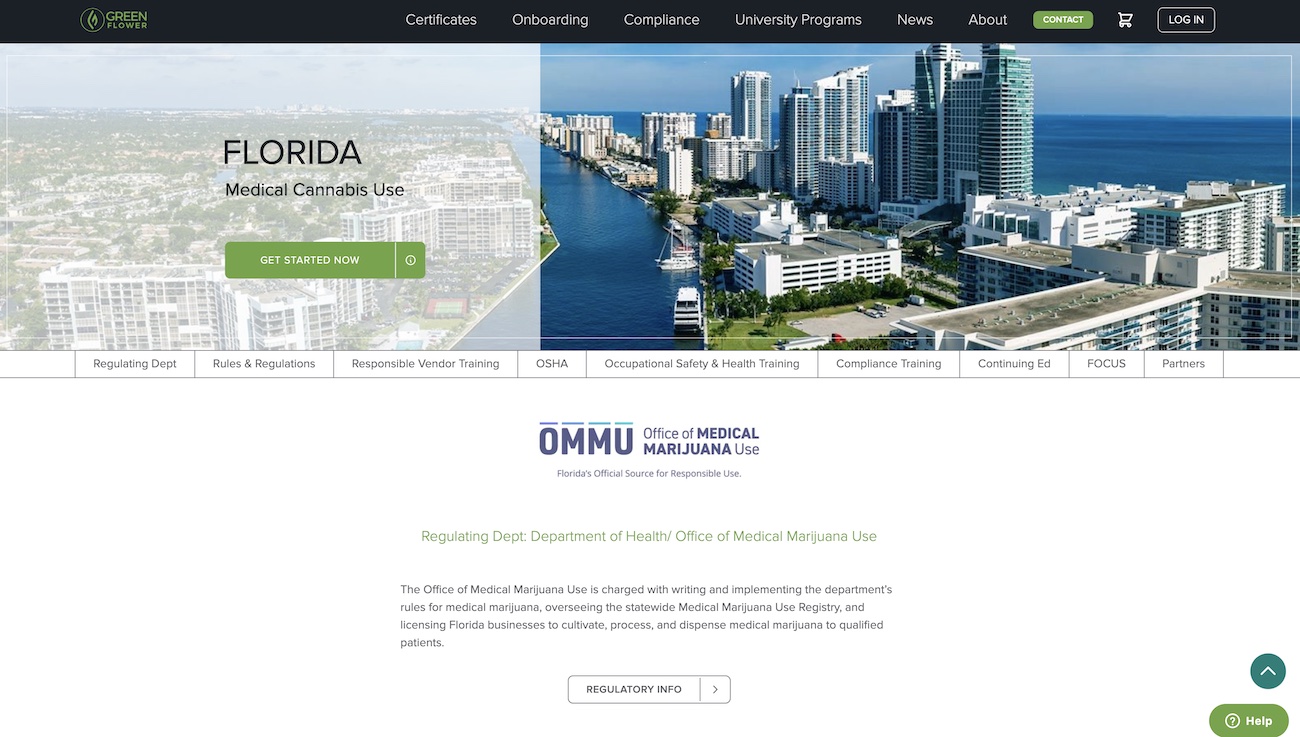 GREEN
FLOWER
Certificates
Onboarding
Compliance
University Programs
News
About
CONTACT
LOG IN
FLORIDA
Medical Cannabis Use
GET STARTED NOW
Regulating Dept
Rules & Regulations
Responsible Vendor Training
OSHA
Occupational Safety & Health Training
Compliance Training
Continuing Ed
FOCUS
Partners
OMMU
Office of MEDICAL
MARIJUANA Use
Florida's Official Source for Responsible Use.
Regulating Dept: Department of Health/ Office of Medical Marijuana Use
The Office of Medical Marijuana Use is charged with writing and implementing the department's
rules for medical marijuana, overseeing the statewide Medical Marijuana Use Registry, and
licensing Florida businesses to cultivate, process, and dispense medical marijuana to qualified
patients.
REGULATORY INFO
Help